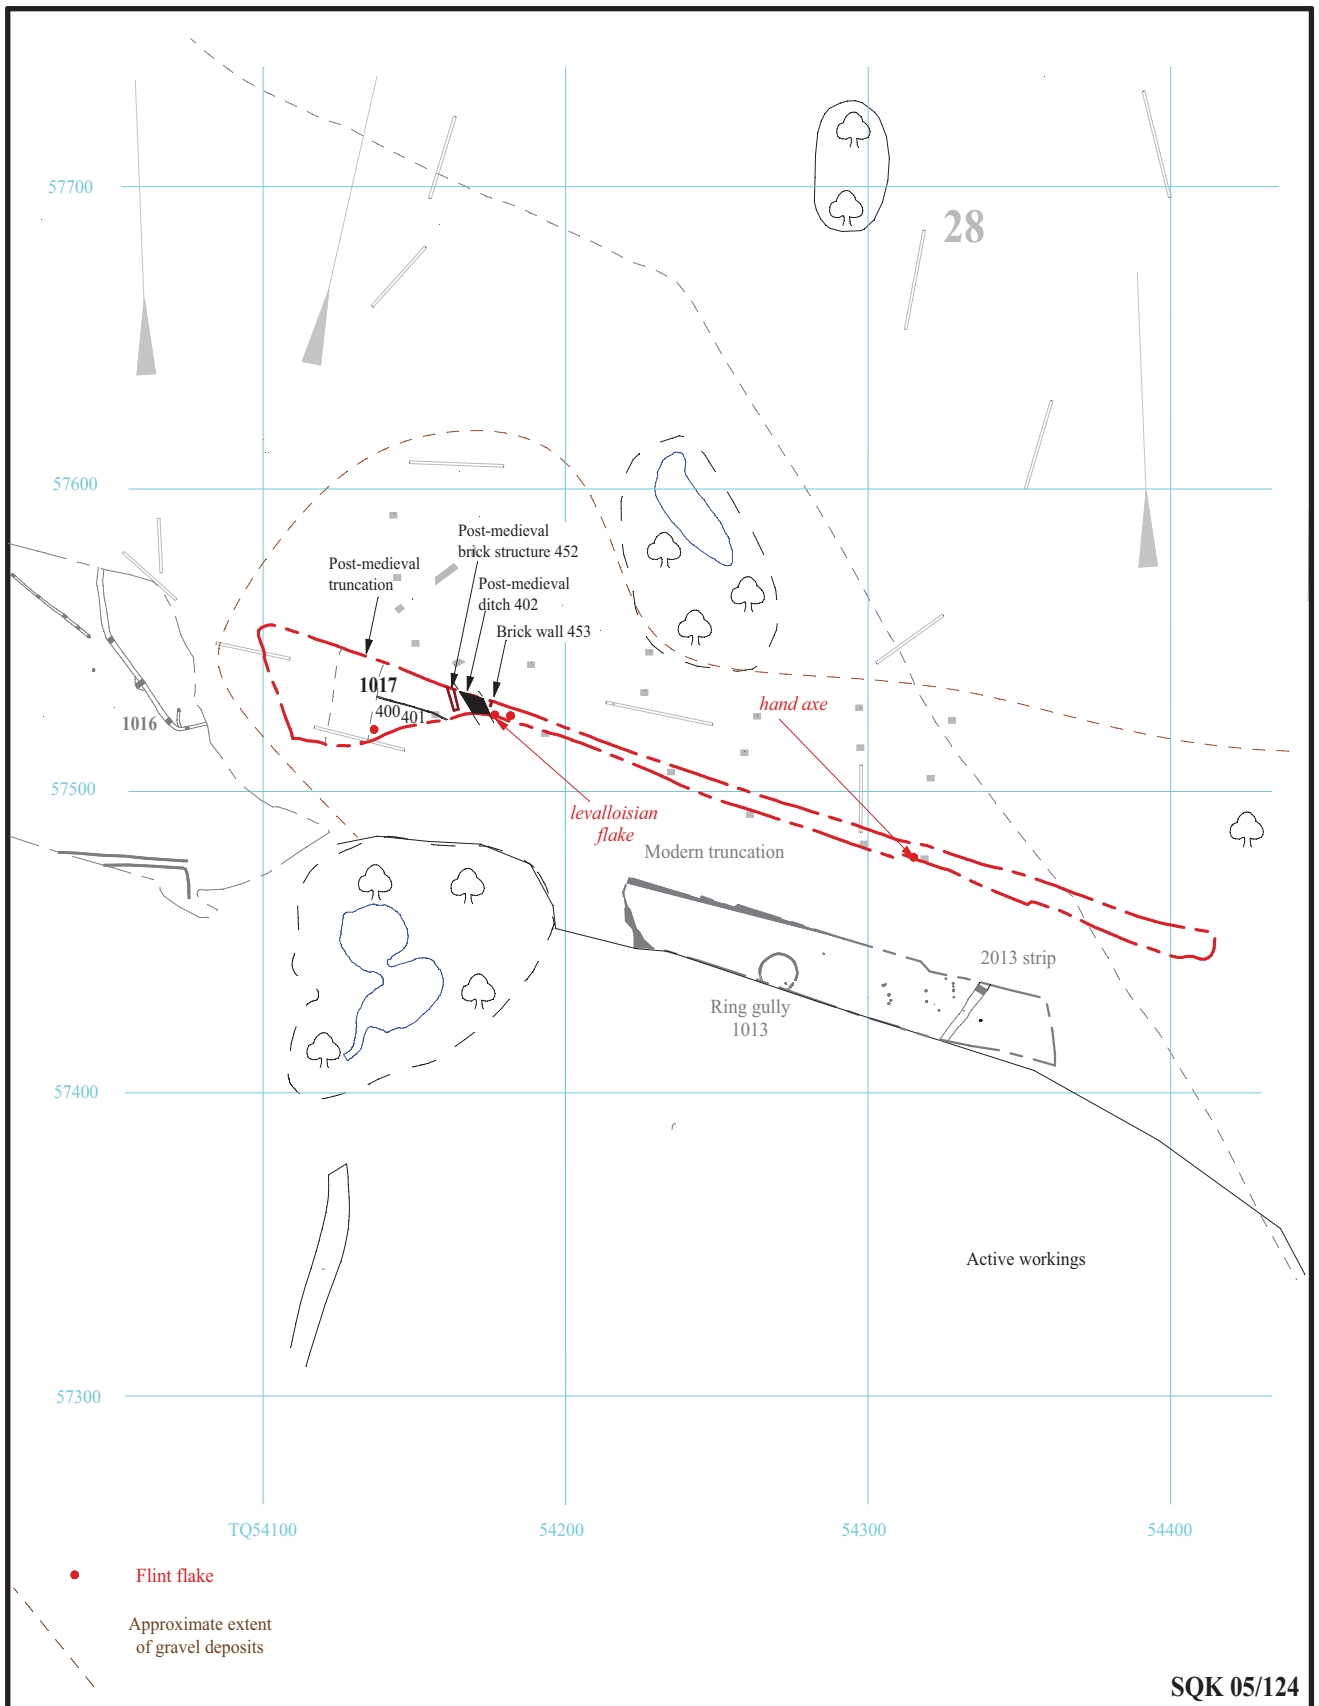 57700
28
57600
Post-medieval
brick structure 452
Post-medieval
truncation
Post-medieval
ditch 402
Brick wall 453
1017
400
401
1016
hand axe
57500
levalloisian
flake
Modern truncation
2013 strip
Ring gully
1013
57400
Active workings
57300
TQ54100
54200
54300
54400
Flint flake
Approximate extent
of gravel deposits
SQK 05/124